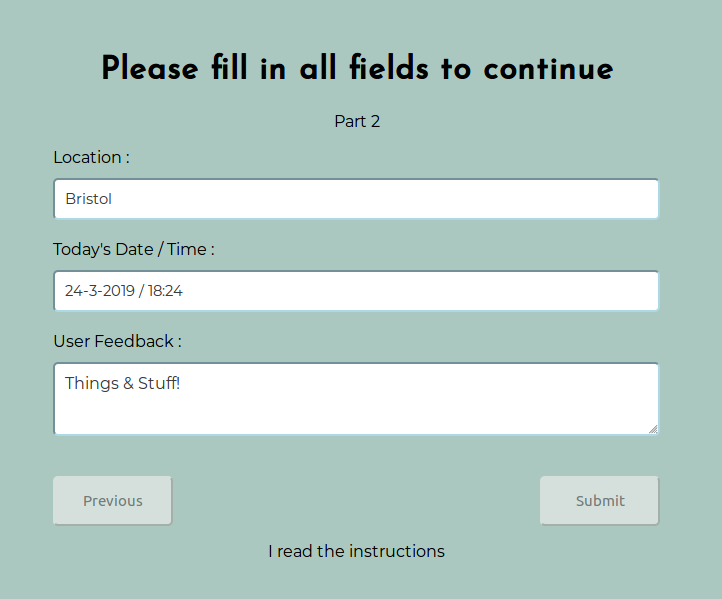 Please fill in all fields to continue
Part 2
Location :
Bristol
Today's Date / Time :
24-3-2019 / 18:24
User Feedback :
Things & Stuff!
Previous
Submit
I read the instructions